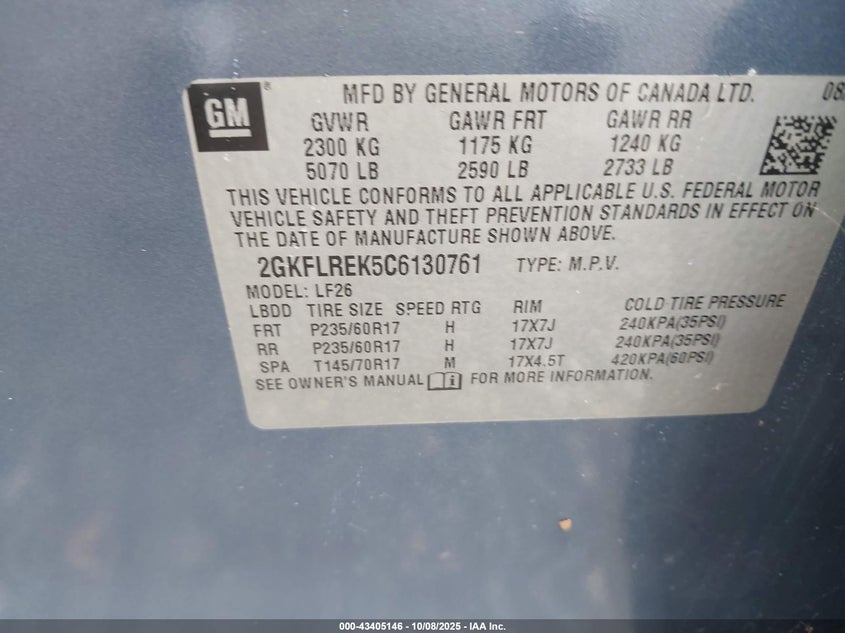 GM ®
MFD BY GENERAL MOTORS OF CANADA LTD. 08
GVWR GAWR FRT GAWR RR
2300 KG 1175 KG 1240 KG
5070 LB 2590 LB 2733 LB
THIS VEHICLE CONFORMS TO ALL APPLICABLE U.S. FEDERAL MOTOR
VEHICLE SAFETY AND THEFT PREVENTION STANDARDS IN EFFECT ON
THE DATE OF MANUFACTURE SHOWN ABOVE.
2GKFLREK5C6130761 TYPE: M.P.V.
MODEL: LF26
LBDD TIRE SIZE SPEED RTG RIM COLD TIRE PRESSURE
FRT P235/60R17 H 17X7J 240KPA(35PSI)
RR P235/60R17 H 17X7J 240KPA(35PSI)
SPA T145/70R17 M 17X4.5T 420KPA(60PSI)
SEE OWNER'S MANUAL i FOR MORE INFORMATION.
000-43405146 - 10/08/2025 - IAA Inc.